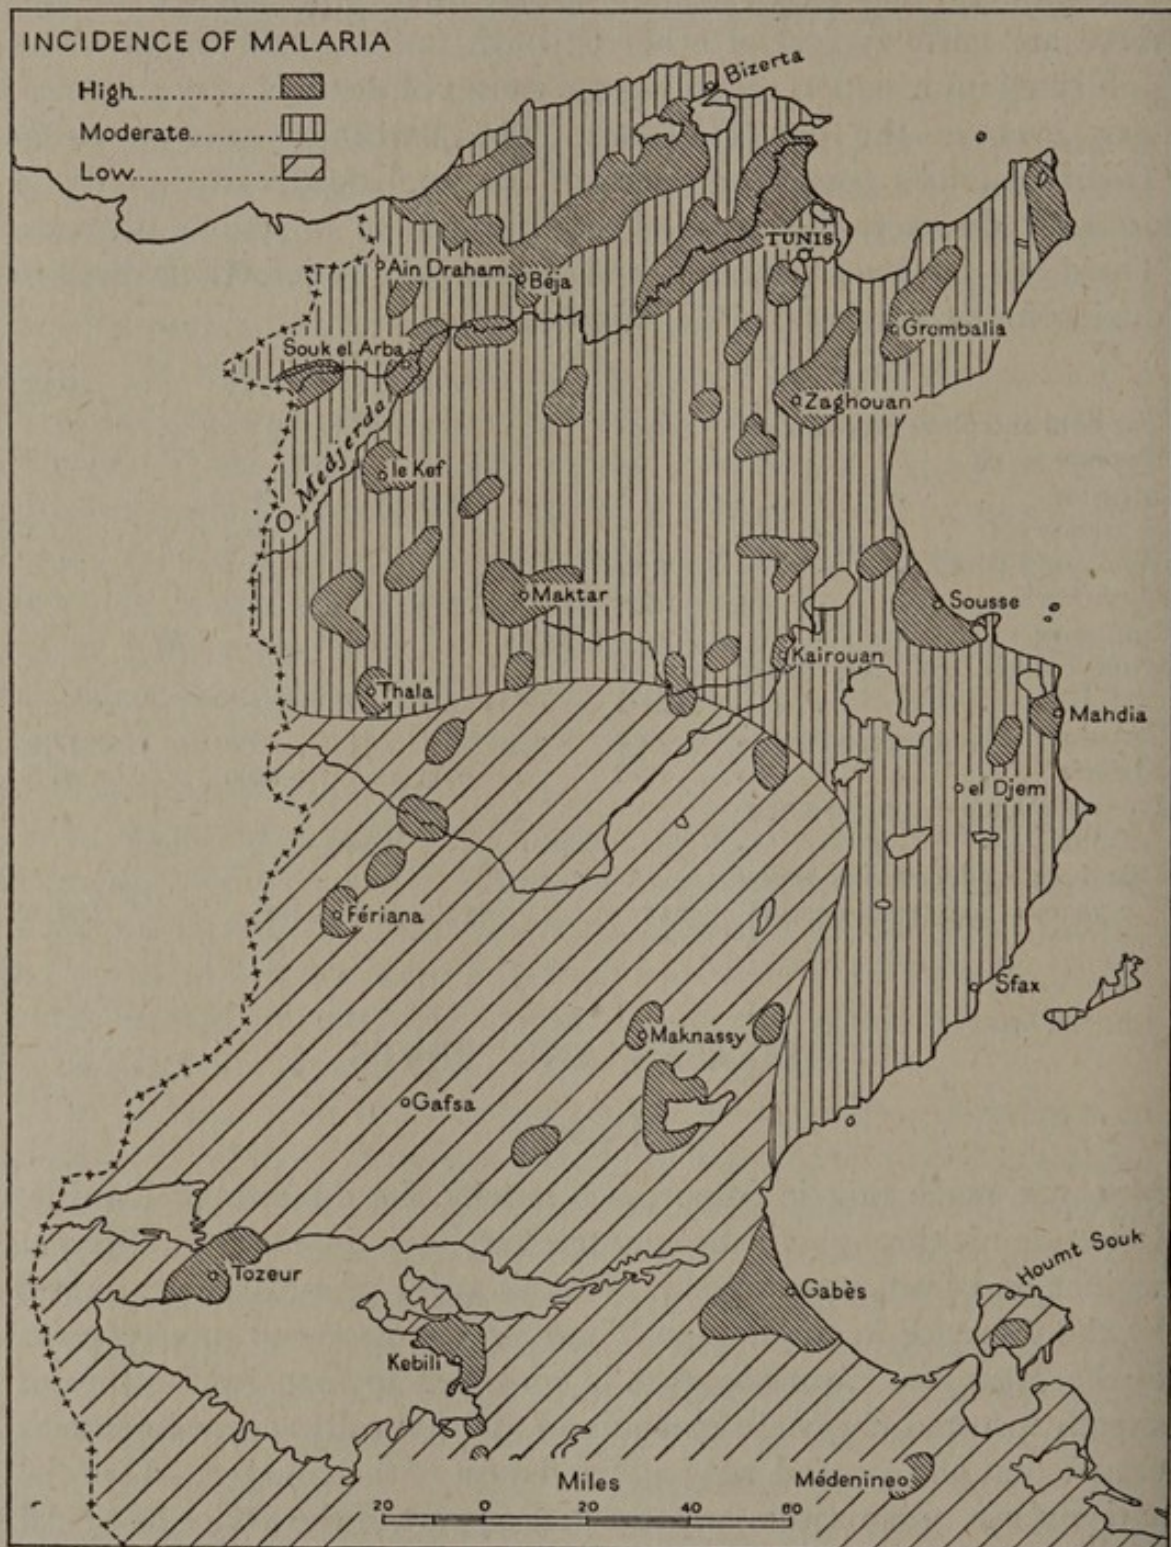 INCIDENCE OF MALARIA
High
Moderate
Low
Bizerta
TUNIS
Ain Draham
Béja
Grombalia
Souk el Arba
Zaghouan
O. Medjerda
le Kef
Maktar
Sousse
Kairouan
Thala
Mahdia
el Djem
Fériana
Sfax
Maknassy
Gafsa
Houmt Souk
Tozeur
Gabès
Kebili
Miles
Médenine
20 0 20 40 60